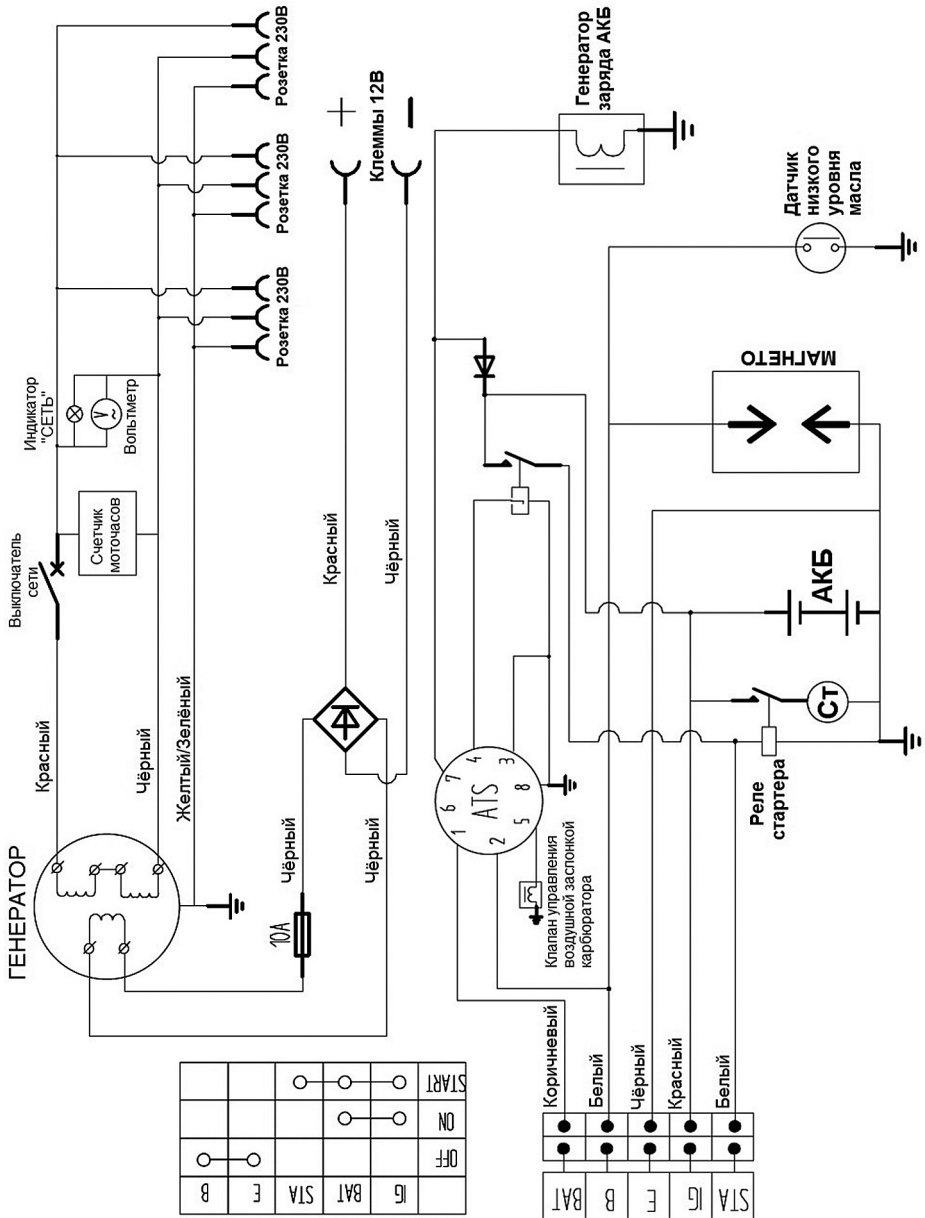 Розетка 230В
Розетка 230В
Розетка 230В
+
Клеммы 12В
Генератор
заряда АКБ
Датчик
низкого
уровня
масла
МАГНЕТО
Индикатор
"СЕТЬ"
V
~
Вольтметр
Выключатель
сети
Счетчик
моточасов
Красный
Чёрный
Желтый/Зелёный
ГЕНЕРАТОР
10А
Чёрный
Чёрный
Красный
Чёрный
1
6
7
4
ATS
2
5
8
3
Клапан управления
воздушной заслонкой
карбюратора
Реле
стартера
Ст
АКБ
Коричневый
Белый
Чёрный
Красный
Белый
BAT
B
E
IG
STA
START
ON
OFF
B
E
STA
BAT
IG